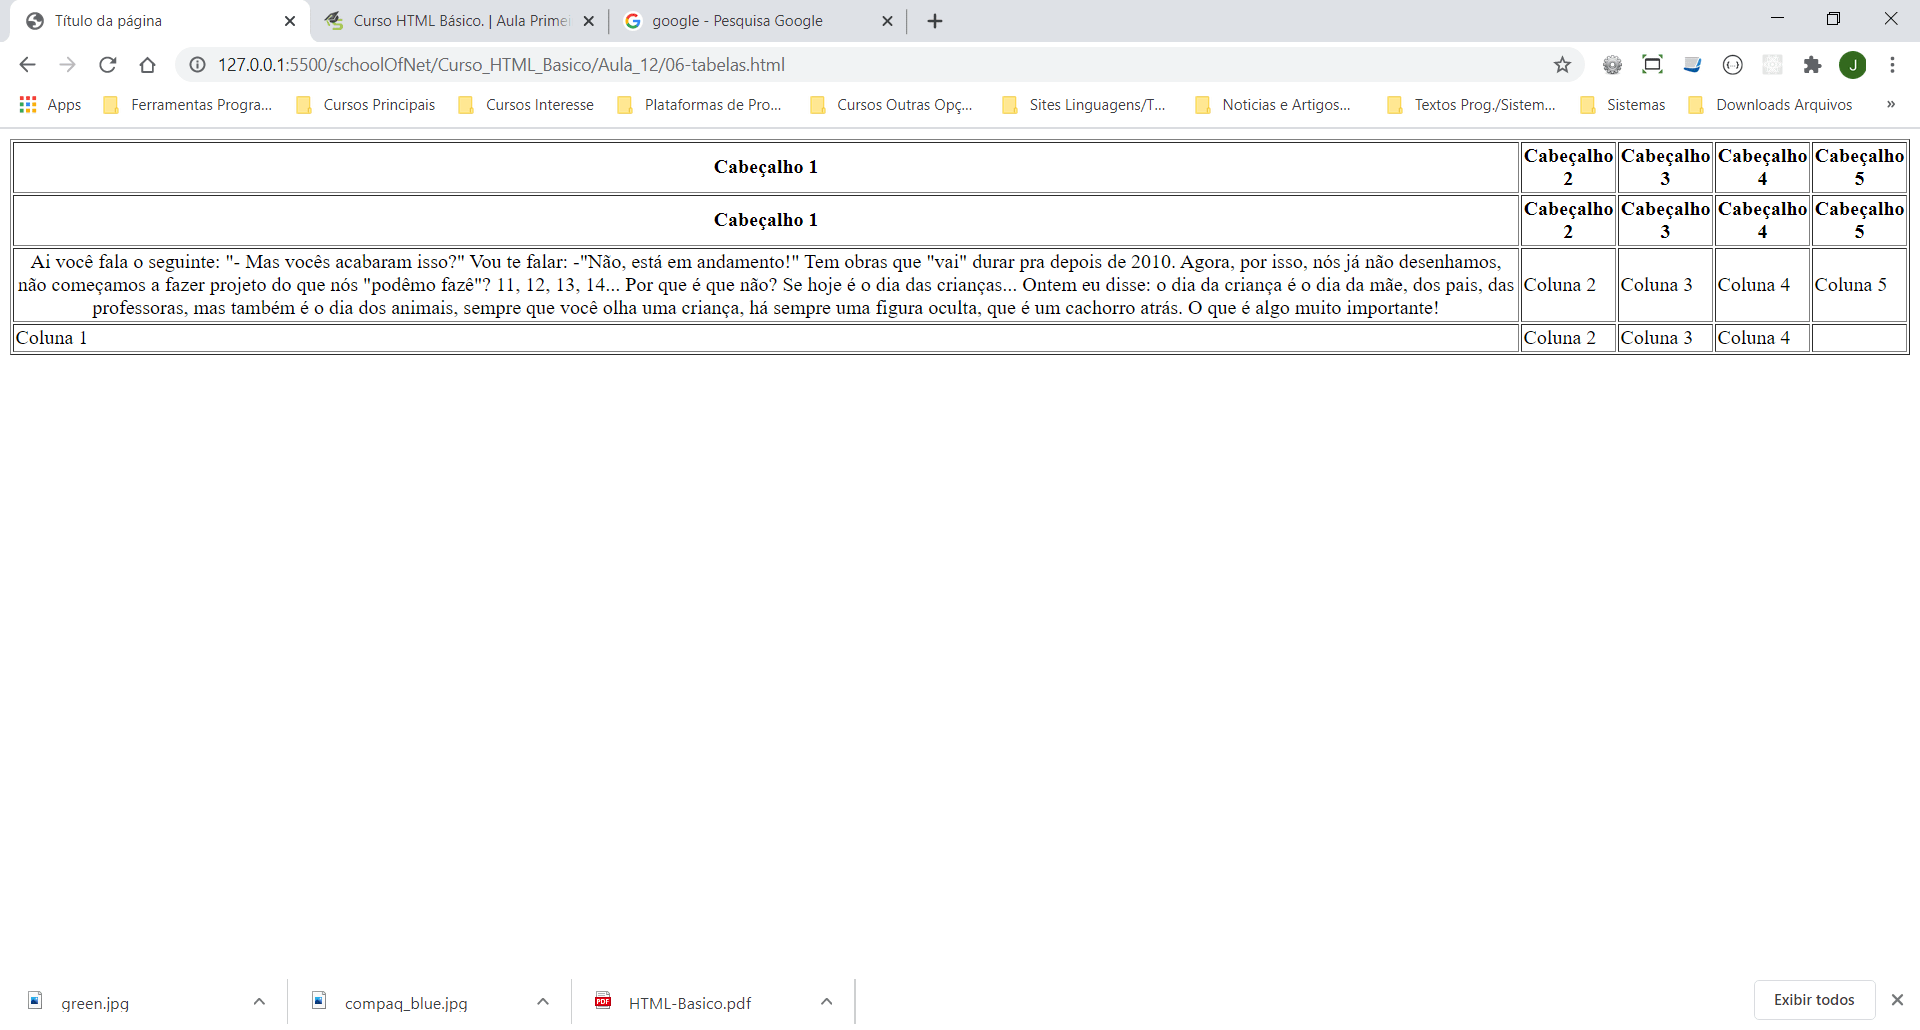 Título da página
Curso HTML Básico. | Aula Primei
google - Pesquisa Google
127.0.0.1:5500/schoolOfNet/Curso_HTML_Basico/Aula_12/06-tabelas.html
J
Apps
Ferramentas Progra...
Cursos Principais
Cursos Interesse
Plataformas de Pro...
Cursos Outras Opç...
Sites Linguagens/T...
Noticias e Artigos...
Textos Prog./Sistem...
Sistemas
Downloads Arquivos
»
Cabeçalho 1
Cabeçalho
2
Cabeçalho
3
Cabeçalho
4
Cabeçalho
5
Cabeçalho 1
Cabeçalho
2
Cabeçalho
3
Cabeçalho
4
Cabeçalho
5
Ai você fala o seguinte: "- Mas vocês acabaram isso?" Vou te falar: -"Não, está em andamento!" Tem obras que "vai" durar pra depois de 2010. Agora, por isso, nós já não desenhamos,
não começamos a fazer projeto do que nós "podêmo fazê"? 11, 12, 13, 14... Por que é que não? Se hoje é o dia das crianças... Ontem eu disse: o dia da criança é o dia da mãe, dos pais, das
professoras, mas também é o dia dos animais, sempre que você olha uma criança, há sempre uma figura oculta, que é um cachorro atrás. O que é algo muito importante!
Coluna 2
Coluna 3
Coluna 4
Coluna 5
Coluna 1
Coluna 2
Coluna 3
Coluna 4
green.jpg
compaq_blue.jpg
PDF
HTML-Basico.pdf
Exibir todos